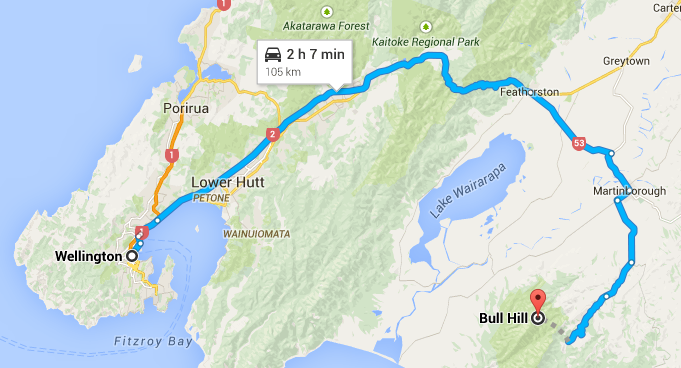 1
Akatarawa Forest
Carter
2 h 7 min
105 km
Kaitoke Regional Park
Greytown
Featherston
Porirua
2
53
1
Lower Hutt
PETONE
Lake Wairarapa
Martinborough
WAINUIOMATA
Wellington
Bull Hill
Fitzroy Bay